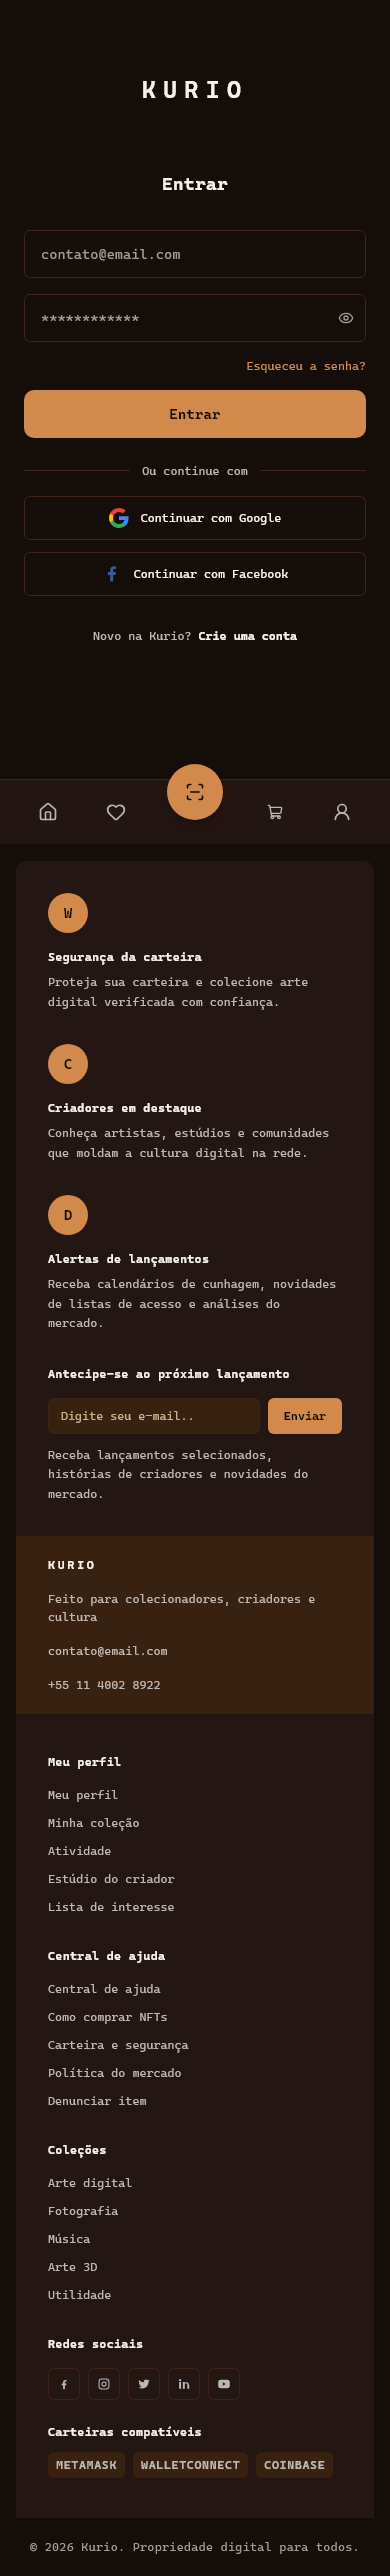 KURIO
Entrar
contato@email.com
************
Esqueceu a senha?
Entrar
Ou continue com
Continuar com Google
Continuar com Facebook
Novo na Kurio? Crie uma conta
W
Segurança da carteira
Proteja sua carteira e colecione arte
digital verificada com confiança.
C
Criadores em destaque
Conheça artistas, estúdios e comunidades
que moldam a cultura digital na rede.
D
Alertas de lançamentos
Receba calendários de cunhagem, novidades
de listas de acesso e análises do
mercado.
Antecipe-se ao próximo lançamento
Digite seu e-mail..
Enviar
Receba lançamentos selecionados,
histórias de criadores e novidades do
mercado.
KURIO
Feito para colecionadores, criadores e
cultura
contato@email.com
+55 11 4002 8922
Meu perfil
Meu perfil
Minha coleção
Atividade
Estúdio do criador
Lista de interesse
Central de ajuda
Central de ajuda
Como comprar NFTs
Carteira e segurança
Política do mercado
Denunciar item
Coleções
Arte digital
Fotografia
Música
Arte 3D
Utilidade
Redes sociais
Carteiras compatíveis
METAMASK WALLETCONNECT COINBASE
© 2026 Kurio. Propriedade digital para todos.